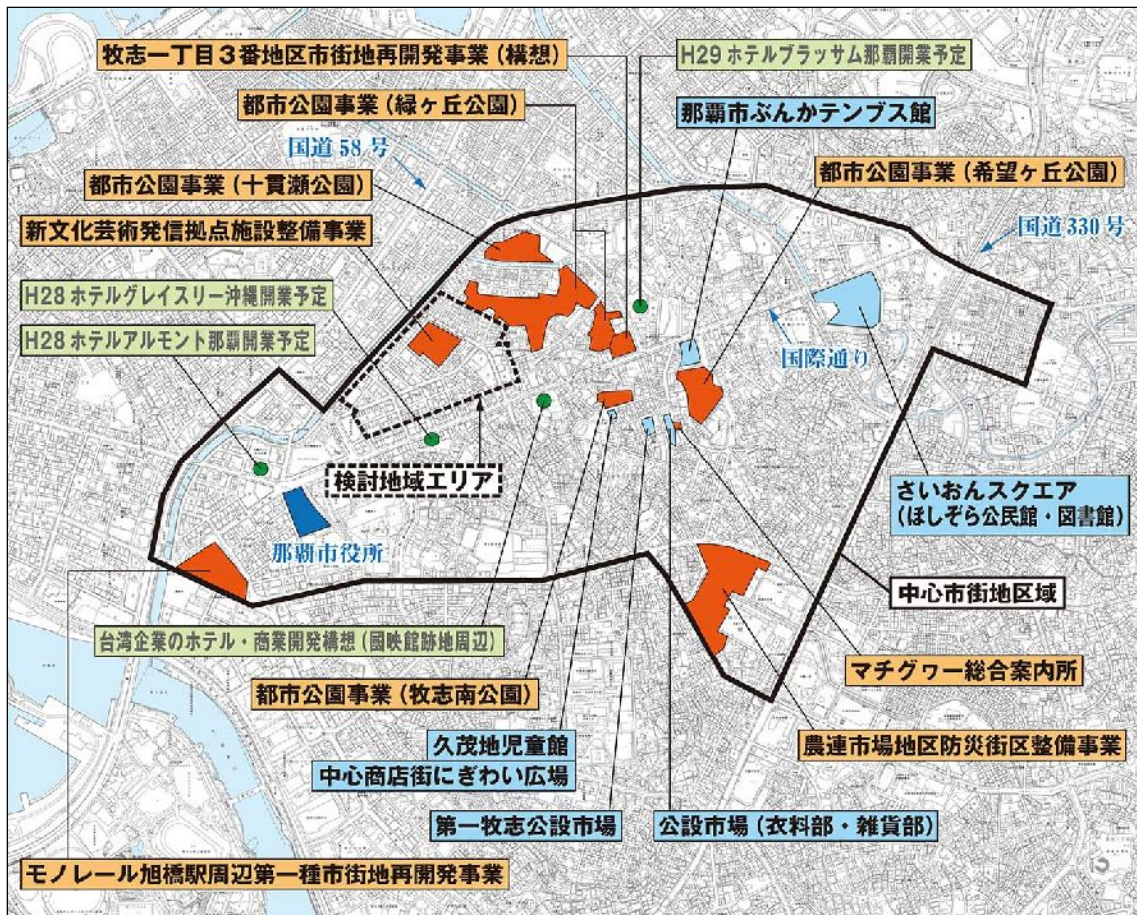 牧志一丁目3番地区市街地再開発事業(構想)
H29 ホテルブラッサム那覇開業予定
都市公園事業(緑ヶ丘公園)
那覇市ぶんかテンブス館
国道58号
都市公園事業(希望ヶ丘公園)
都市公園事業(十貫瀬公園)
新文化芸術発信拠点施設整備事業
国道330号
H28 ホテルグレイスリー沖縄開業予定
H28 ホテルアルモント那覇開業予定
国際通り
検討地域エリア
さいおんスクエア
(ほしぞら公民館・図書館)
那覇市役所
中心市街地区域
台湾企業のホテル・商業開発構想(國映館跡地周辺)
マチグヮー総合案内所
都市公園事業(牧志南公園)
農連市場地区防災街区整備事業
久茂地児童館
中心商店街にぎわい広場
第一牧志公設市場
公設市場(衣料部・雑貨部)
モノレール旭橋駅周辺第一種市街地再開発事業